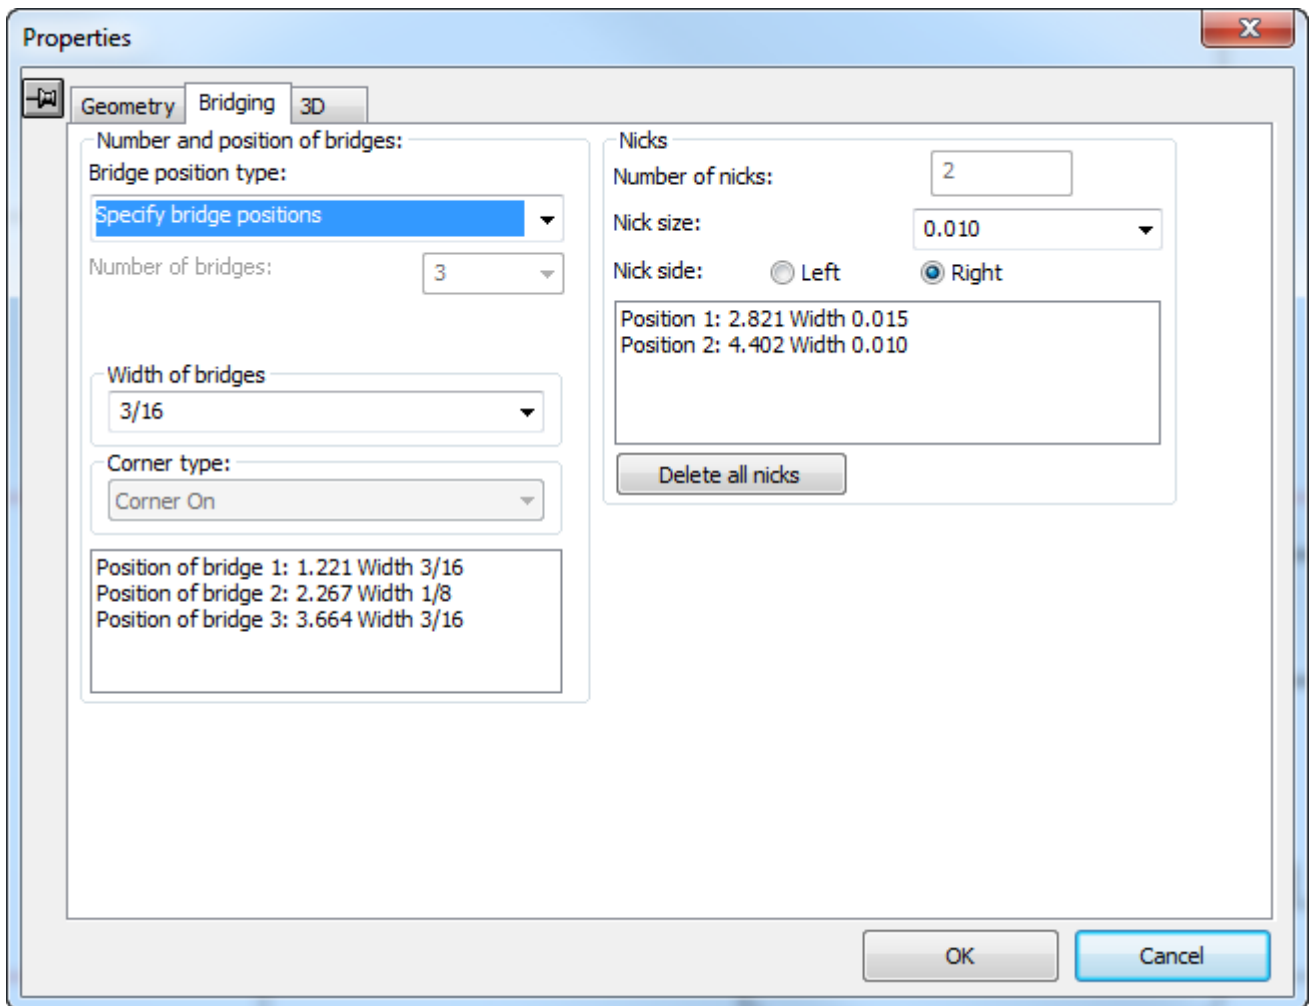 Properties
Geometry Bridging 3D
Number and position of bridges:
Bridge position type:
Specify bridge positions
Number of bridges: 3
Width of bridges
3/16
Corner type:
Corner On
Position of bridge 1: 1.221 Width 3/16
Position of bridge 2: 2.267 Width 1/8
Position of bridge 3: 3.664 Width 3/16
Nicks
Number of nicks: 2
Nick size: 0.010
Nick side: Left Right
Position 1: 2.821 Width 0.015
Position 2: 4.402 Width 0.010
Delete all nicks
OK Cancel